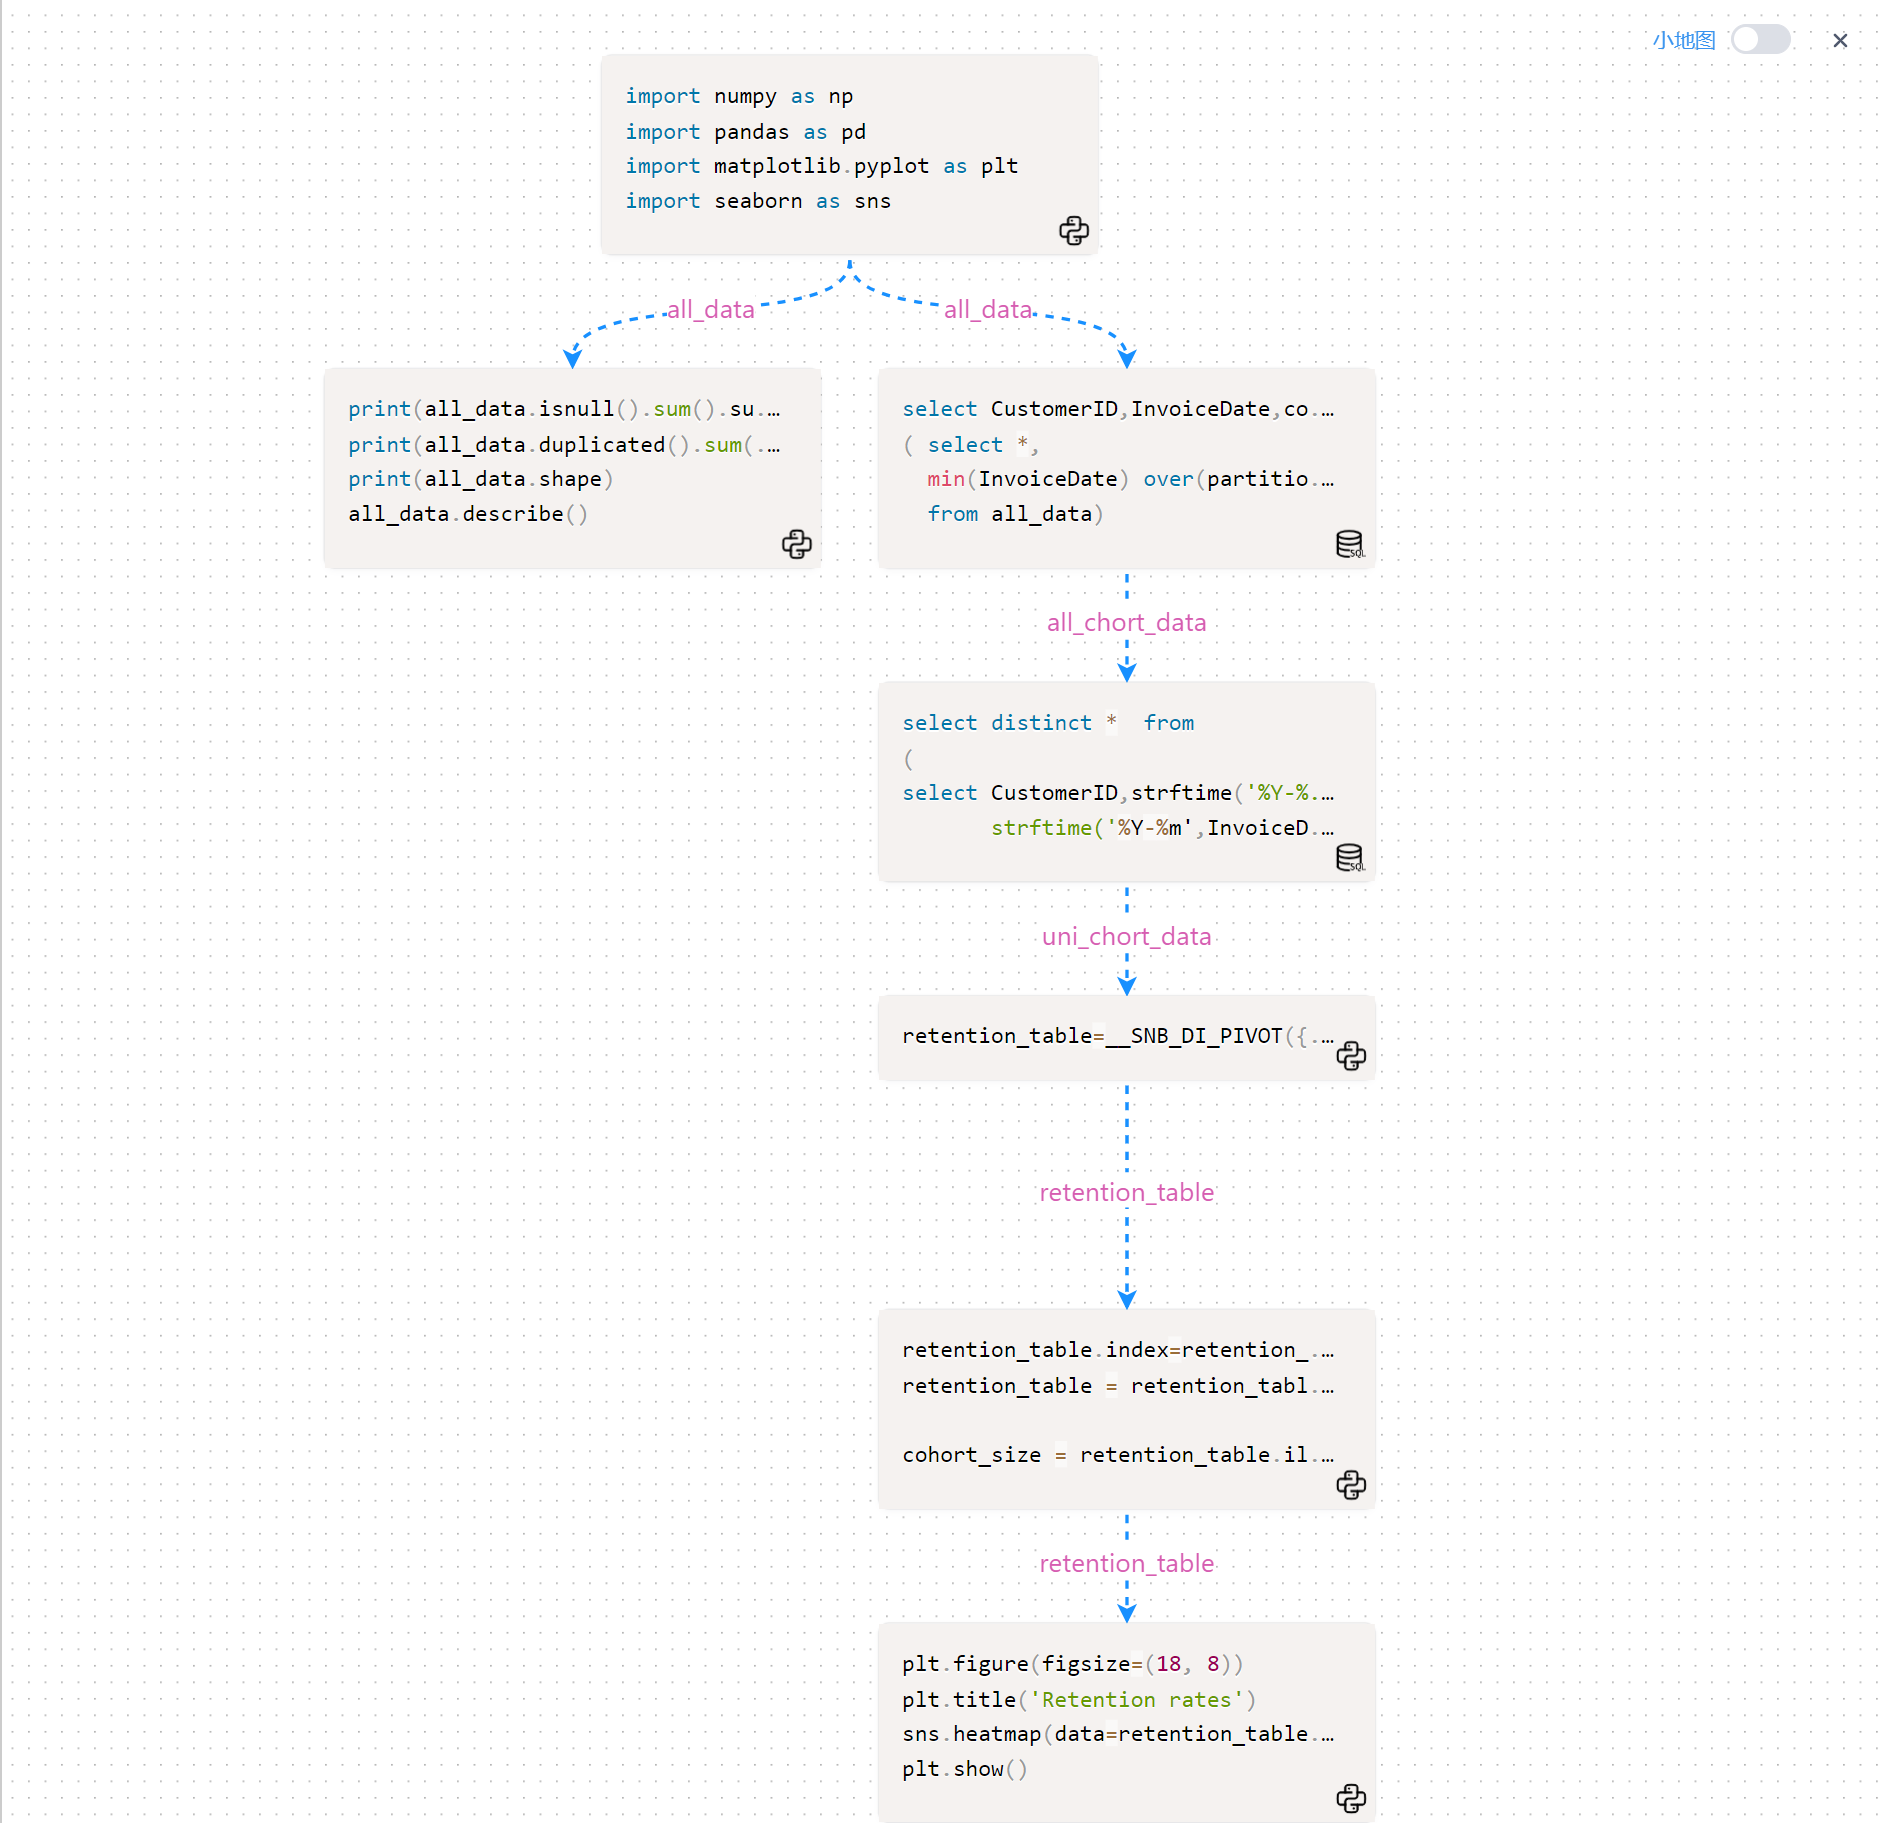 小地图
import numpy as np
import pandas as pd
import matplotlib.pyplot as plt
import seaborn as sns
all_data
all_data
print(all_data.isnull().sum().su.…
print(all_data.duplicated().sum(.…
print(all_data.shape)
all_data.describe()
select CustomerID,InvoiceDate,co.…
( select *,
min(InvoiceDate) over(partitio.…
from all_data)
SQL
all_chort_data
select distinct *  from
(
select CustomerID,strftime('%Y-%.…
strftime('%Y-%m',InvoiceD.…
SQL
uni_chort_data
retention_table=__SNB_DI_PIVOT({.…
retention_table
retention_table.index=retention_.…
retention_table = retention_tabl.…
cohort_size = retention_table.il.…
retention_table
plt.figure(figsize=(18, 8))
plt.title('Retention rates')
sns.heatmap(data=retention_table.…
plt.show()